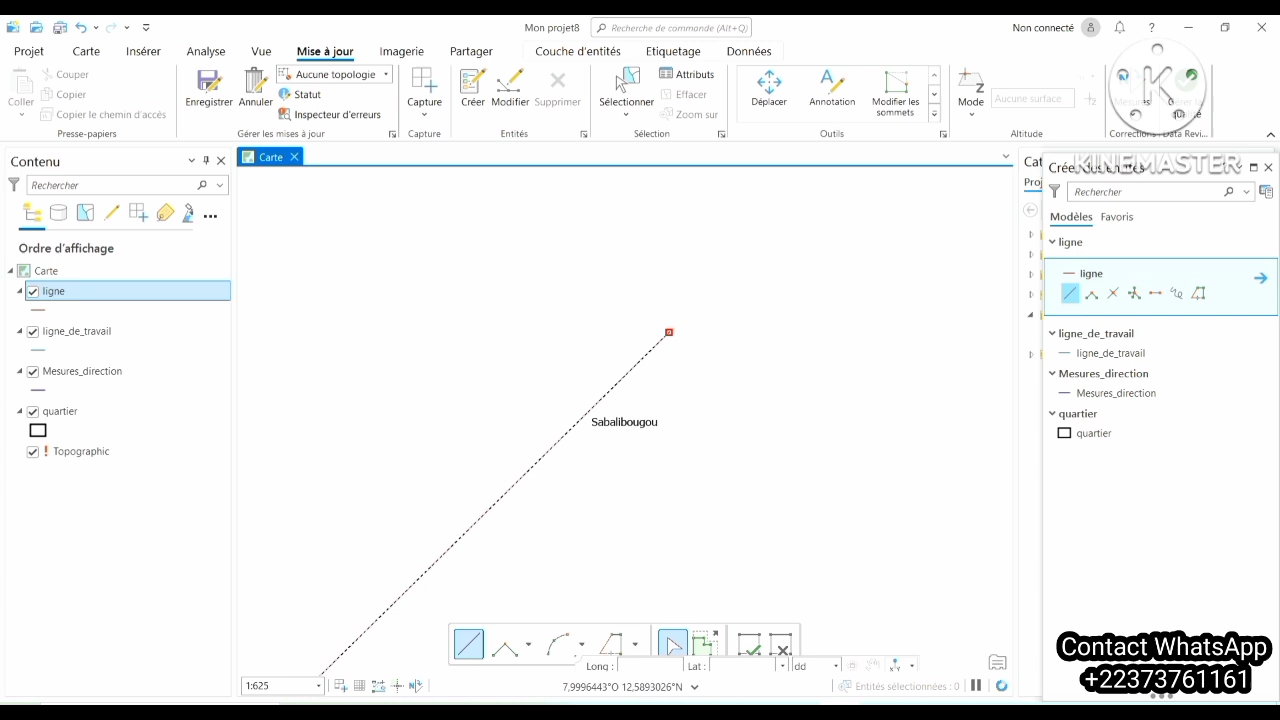 Mon projet8
Recherche de commande (Alt+Q)
Non connecté
?
Projet
Carte
Insérer
Analyse
Vue
Mise à jour
Imagerie
Partager
Couche d'entités
Etiquetage
Données
Coller
Couper
Copier
Copier le chemin d'accès
Presse-papiers
Enregistrer
Annuler
Aucune topologie
Statut
Inspecteur d'erreurs
Gérer les mises à jour
Capture
Capture
Créer
Modifier
Supprimer
Entités
Sélectionner
Attributs
Effacer
Zoom sur
Sélection
Déplacer
Annotation
Modifier les
sommets
Outils
Mode
Aucune surface
Altitude
K
KINEMASTER
Contenu
Rechercher
Ordre d'affichage
Carte
ligne
ligne_de_travail
Mesures_direction
quartier
! Topographic
Carte
Sabalibougou
Long :
Lat :
dd
1:625
7,9996443°O 12,5893026°N
Entités sélectionnées : 0
Rechercher
Modèles
Favoris
ligne
ligne
ligne_de_travail
ligne_de_travail
Mesures_direction
Mesures_direction
quartier
quartier
Contact WhatsApp
+22373761161